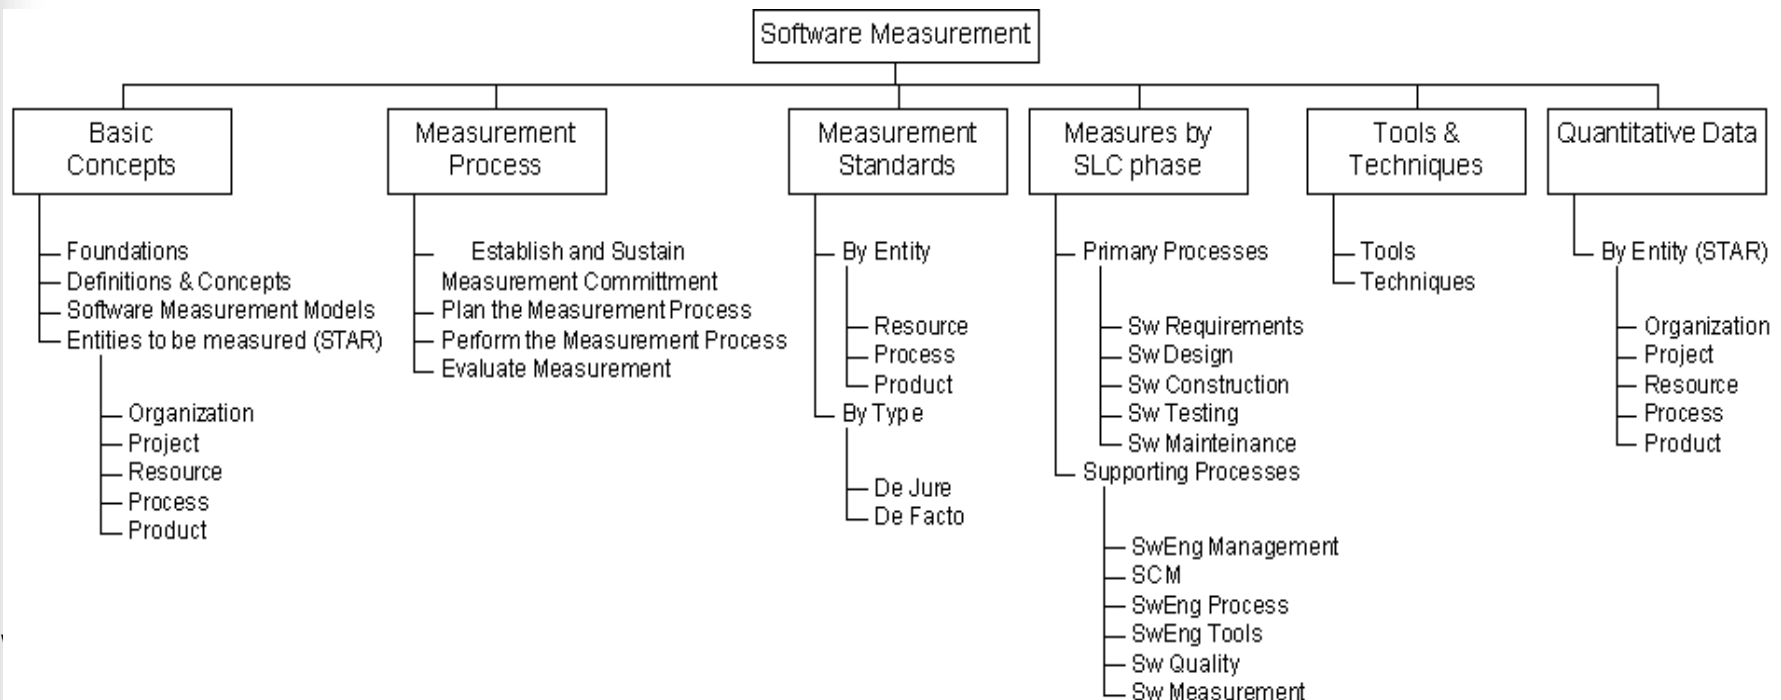 Software Measurement
Basic
Concepts
Foundations
Definitions & Concepts
Software Measurement Models
Entities to be measured (STAR)
Organization
Project
Resource
Process
Product
Measurement
Process
Establish and Sustain
Measurement Committment
Plan the Measurement Process
Perform the Measurement Process
Evaluate Measurement
Measurement
Standards
By Entity
Resource
Process
Product
By Type
De Jure
De Facto
Measures by
SLC phase
Primary Processes
Sw Requirements
Sw Design
Sw Construction
Sw Testing
Sw Mainteinance
Supporting Processes
SwEng Management
SCM
SwEng Process
SwEng Tools
Sw Quality
Sw Measurement
Tools &
Techniques
Tools
Techniques
Quantitative Data
By Entity (STAR)
Organization
Project
Resource
Process
Product